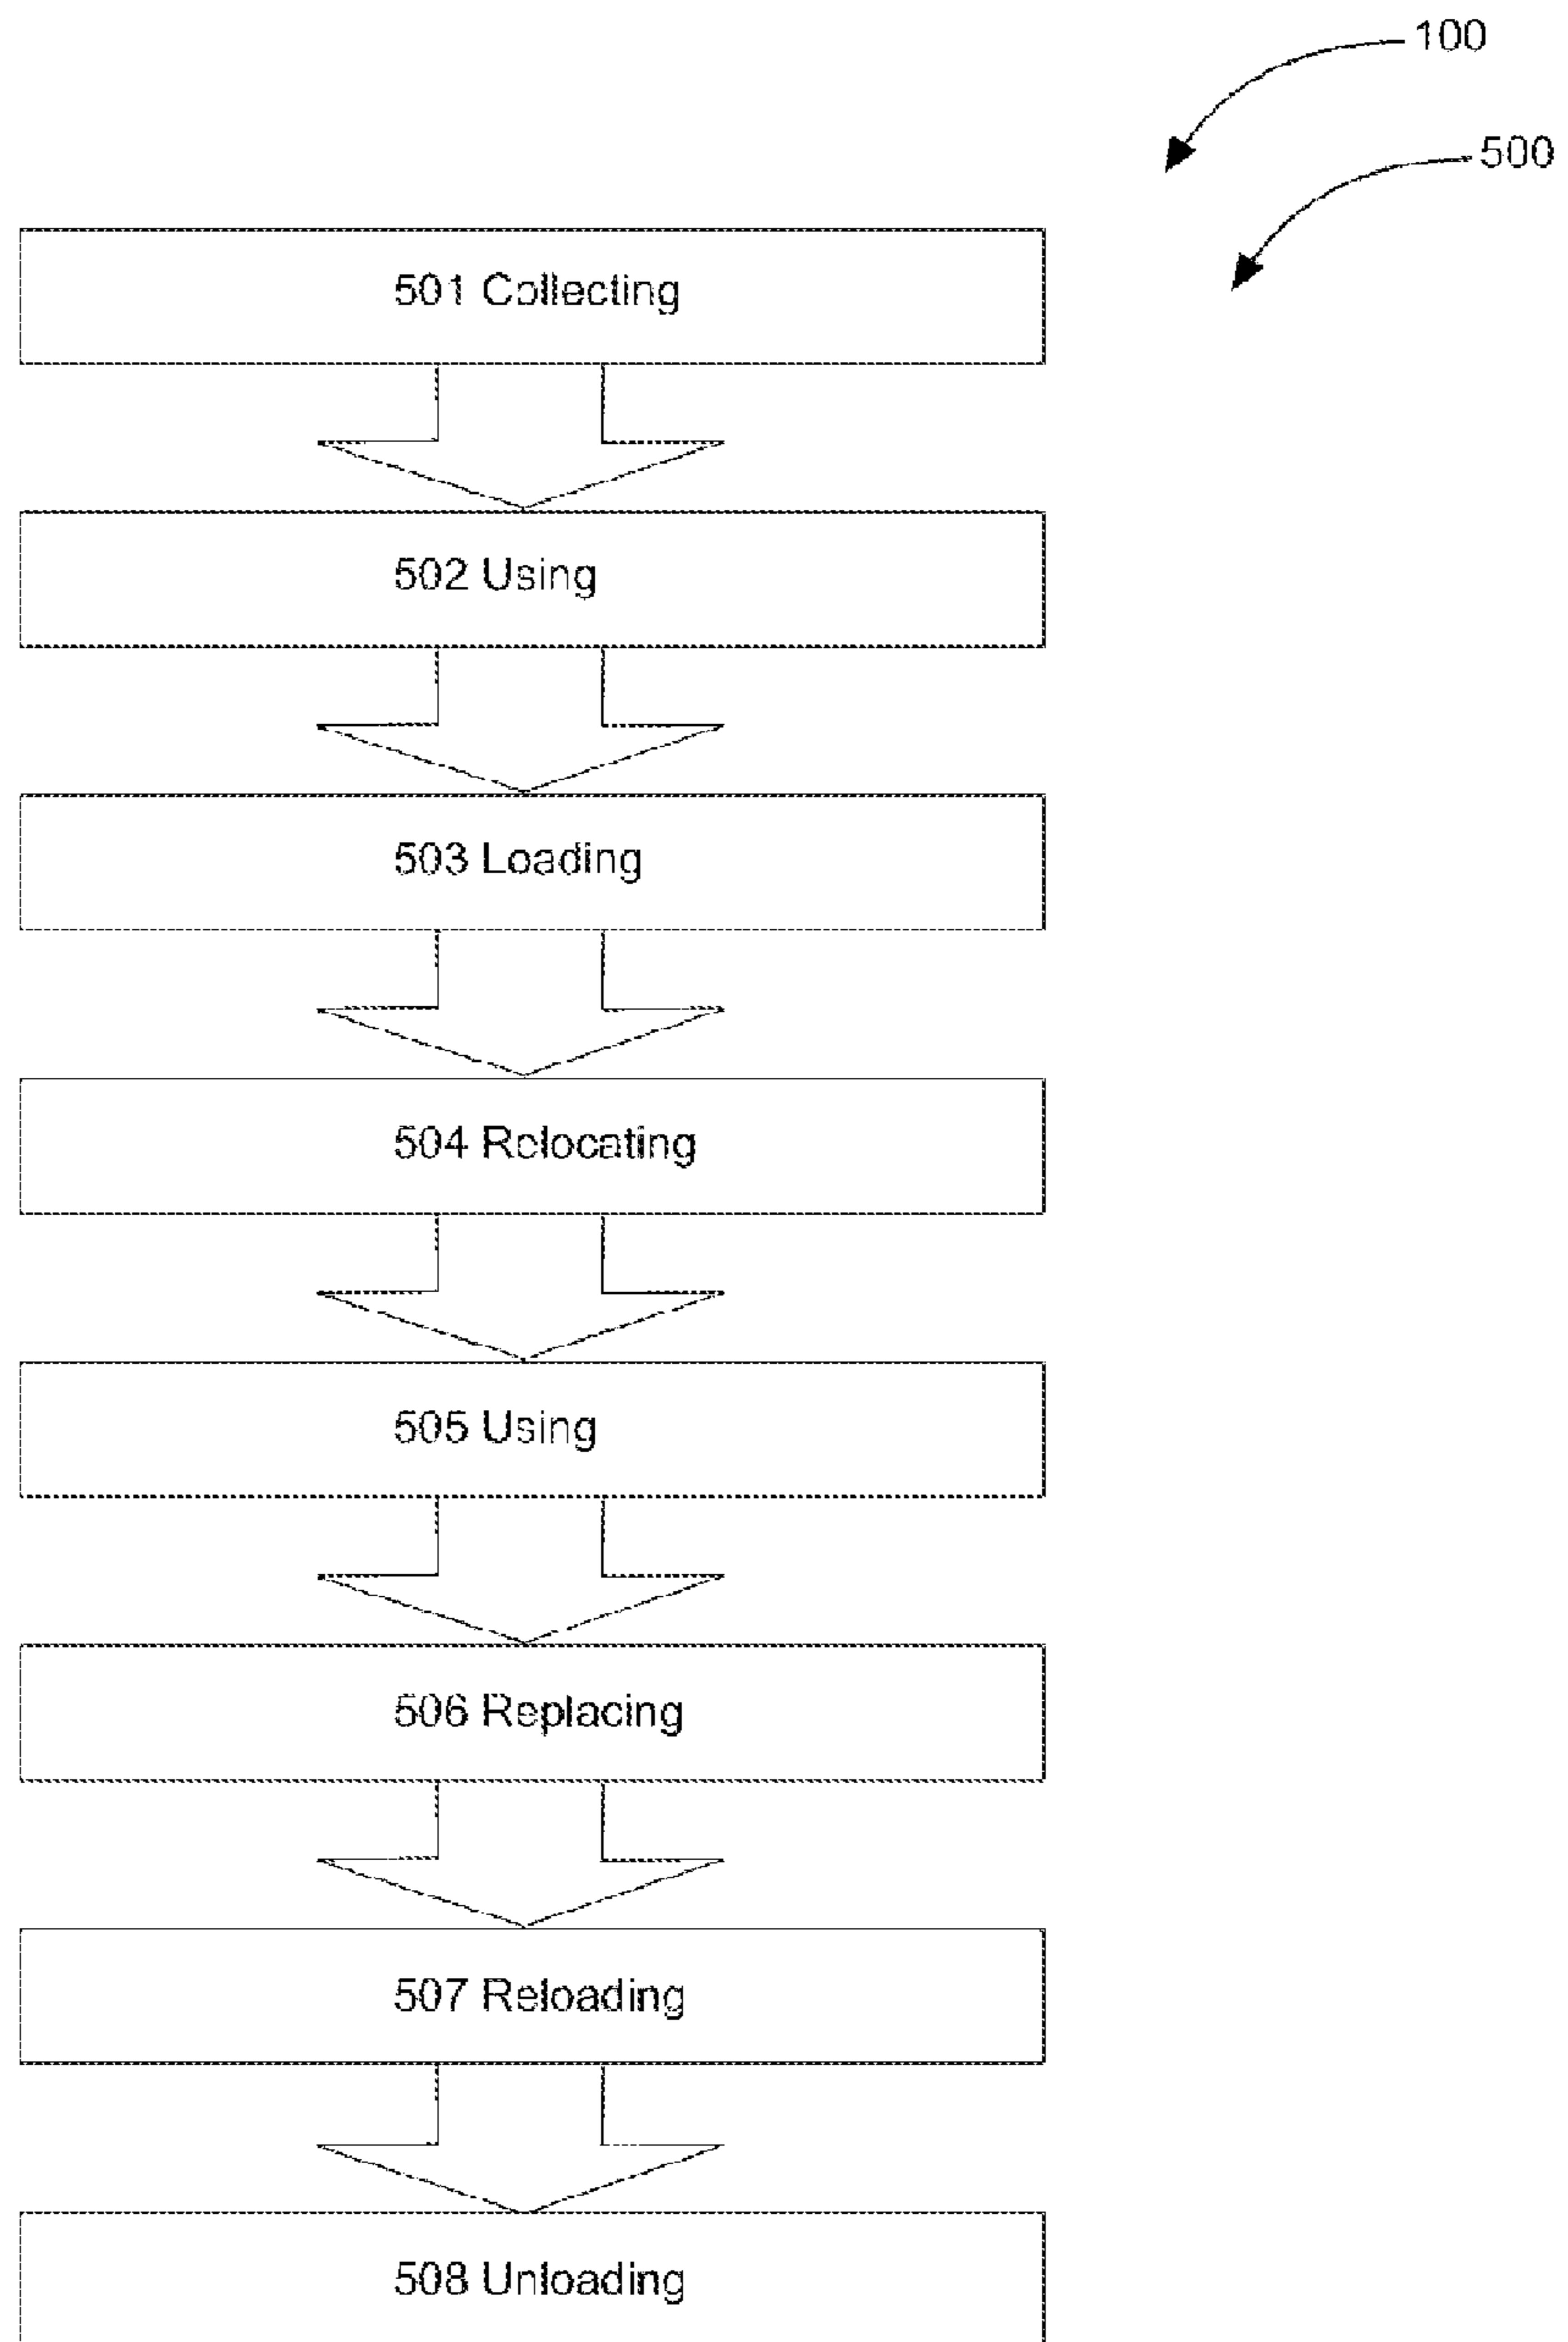 100
500
501 Collecting
502 Using
503 Loading
504 Relocating
505 Using
506 Replacing
507 Reloading
508 Unloading